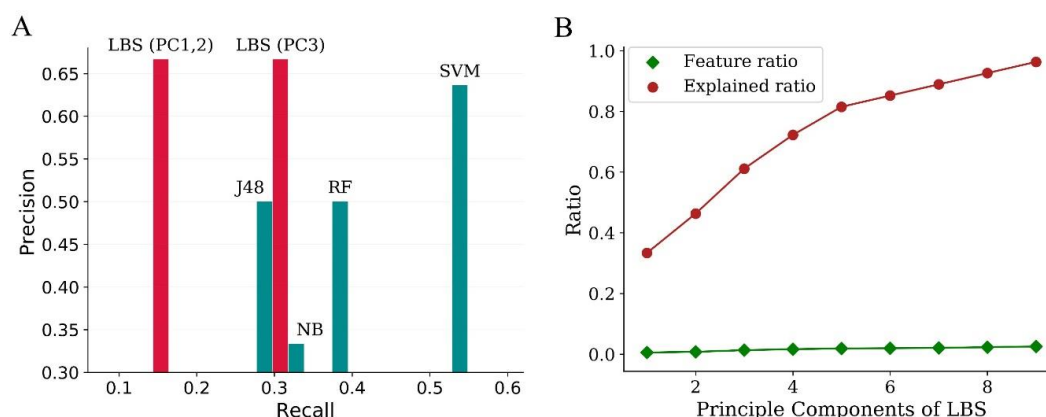 A
LBS (PC1,2) LBS (PC3)
SVM
J48 RF
NB
Precision
0.65
0.60
0.55
0.50
0.45
0.40
0.35
0.30
0.1 0.2 0.3 0.4 0.5 0.6
Recall
B
Feature ratio
Explained ratio
Ratio
1.0
0.8
0.6
0.4
0.2
0.0
2 4 6 8
Principle Components of LBS